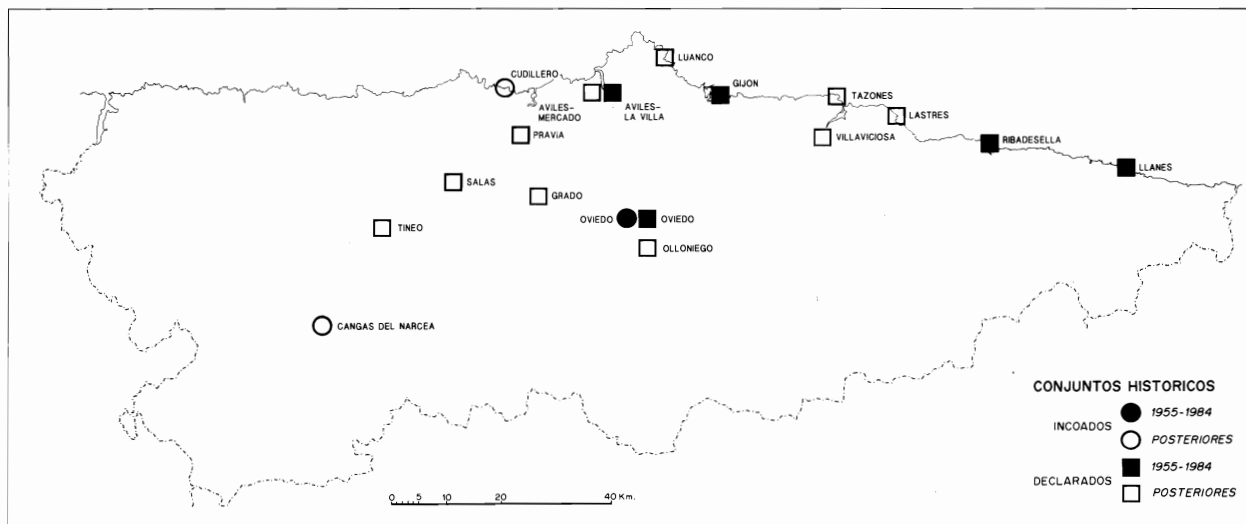 LUANCO
CUDILLERO
GIJON
AVILES-
MERCADO
AVILES-
LA VILLA
TAZONES
LASTRES
PRAVIA
VILLAVICIOSA
RIBADESELLA
LLANES
SALAS
GRADO
OVIEDO
OVIEDO
TINEO
OLLONIEGO
CANGAS DEL NARCEA
CONJUNTOS HISTORICOS
INCOADOS
1955-1984
POSTERIORES
DECLARADOS
1955-1984
POSTERIORES
0 10 20 40 Km.